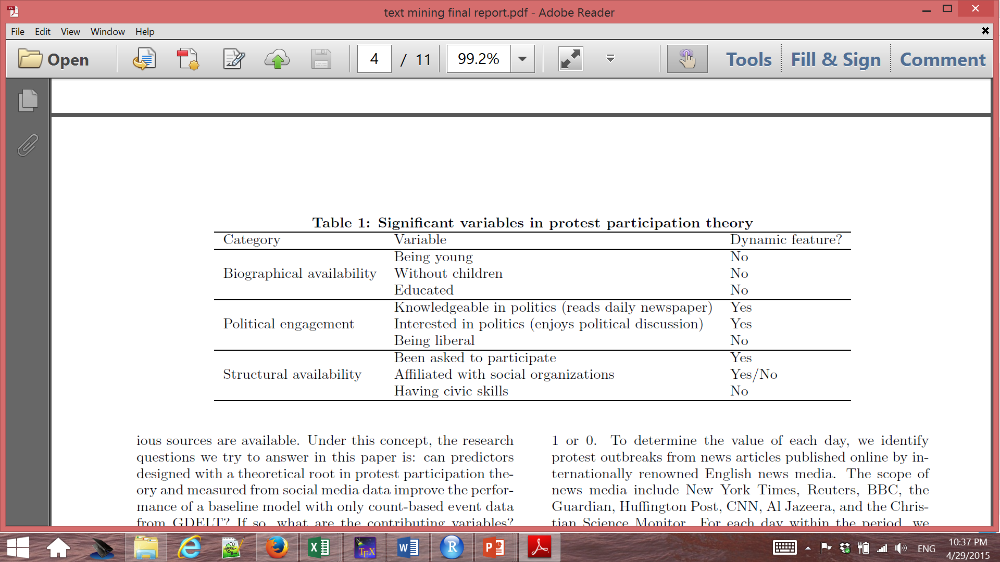 text mining final report.pdf - Adobe Reader
File Edit View Window Help
Open 4 / 11 99.2% Tools Fill & Sign Comment
Table 1: Significant variables in protest participation theory
Category Variable Dynamic feature?
Being young No
Biographical availability Without children No
Educated No
Knowledgeable in politics (reads daily newspaper) Yes
Political engagement Interested in politics (enjoys political discussion) Yes
Being liberal No
Been asked to participate Yes
Structural availability Affiliated with social organizations Yes/No
Having civic skills No
ious sources are available. Under this concept, the research
questions we try to answer in this paper is: can predictors
designed with a theoretical root in protest participation the-
ory and measured from social media data improve the perfor-
mance of a baseline model with only count-based event data
from GDELT? If so, what are the contributing variables?
1 or 0. To determine the value of each day, we identify
protest outbreaks from news articles published online by in-
ternationally renowned English news media. The scope of
news media include New York Times, Reuters, BBC, the
Guardian, Huffington Post, CNN, Al Jazeera, and the Chris-
tian Science Monitor. For each day within the period, we
ENG
10:37 PM
4/29/2015